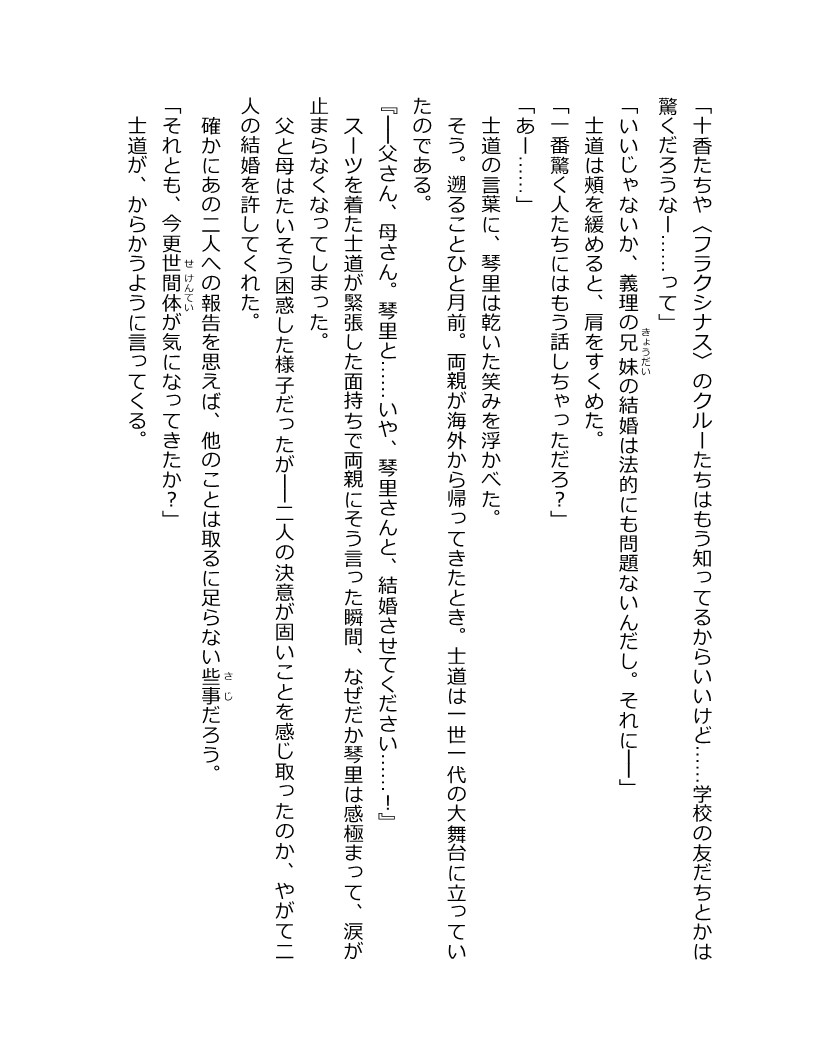 「十香たちや〈フラクシナス〉のクルーたちはもう知ってるからいいけど……学校の友だちとかは
驚くだろうなー……って」
「いいじゃないか、義理の兄妹の結婚は法的にも問題ないんだし。それに――」
士道は頰を緩めると、肩をすくめた。
「一番驚く人たちにはもう話しちゃっただろ？」
「あー……」
士道の言葉に、琴里は乾いた笑みを浮かべた。
そう。遡ることひと月前。両親が海外から帰ってきたとき。士道は一世一代の大舞台に立ってい
たのである。
『――父さん、母さん。琴里と……いや、琴里さんと、結婚させてください……！』
スーツを着た士道が緊張した面持ちで両親にそう言った瞬間、なぜだか琴里は感極まって、涙が
止まらなくなってしまった。
父と母はたいそう困惑した様子だったが――二人の決意が固いことを感じ取ったのか、やがて二
人の結婚を許してくれた。
確かにあの二人への報告を思えば、他のことは取るに足らない些事だろう。
「それとも、今更世間体が気になってきたか？」
士道が、からかうように言ってくる。
きょうだい
さじ
せけんてい